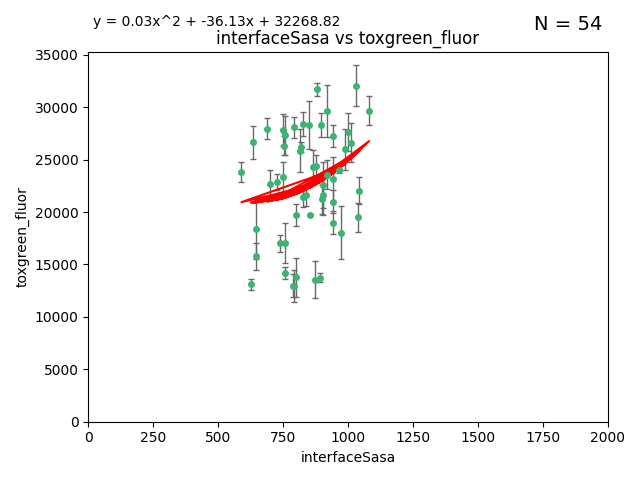 y = 0.03x^2 + -36.13x + 32268.82
N = 54
interfaceSasa vs toxgreen_fluor
35000
30000
25000
20000
15000
10000
5000
0
toxgreen_fluor
0 250 500 750 1000 1250 1500 1750 2000
interfaceSasa